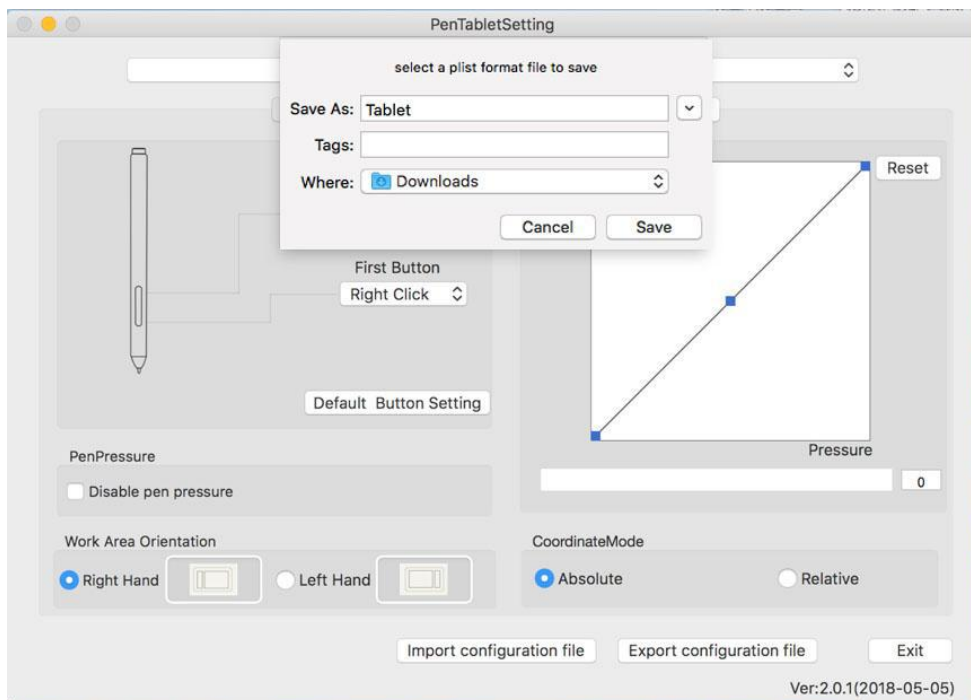 PenTabletSetting
select a plist format file to save
Save As: Tablet
Tags:
Where: Downloads
Cancel Save
Reset
First Button
Right Click
Default Button Setting
Pressure
0
PenPressure
Disable pen pressure
Work Area Orientation
Right Hand Left Hand
CoordinateMode
Absolute Relative
Import configuration file Export configuration file Exit
Ver:2.0.1(2018-05-05)